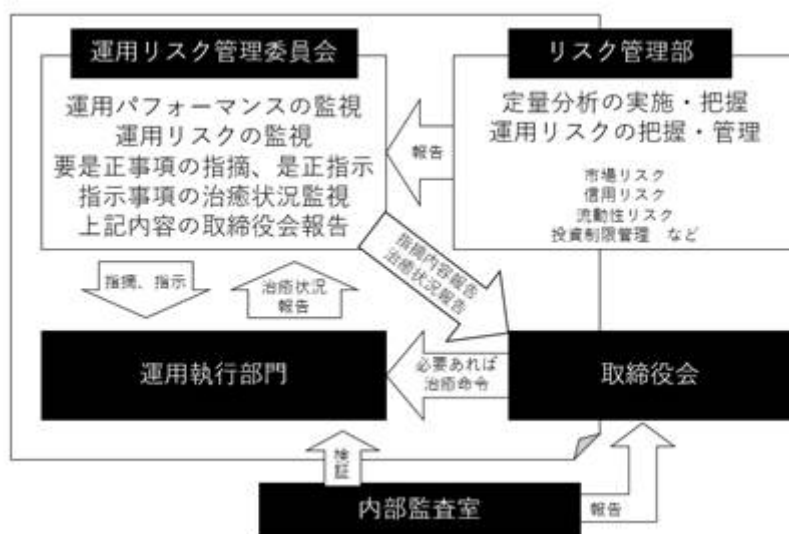 運用リスク管理委員会
運用パフォーマンスの監視
運用リスクの監視
要是正事項の指摘、是正指示
指示事項の治癒状況監視
上記内容の取締役会報告
報告
リスク管理部
定量分析の実施・把握
運用リスクの把握・管理
市場リスク
信用リスク
流動性リスク
投資制限管理 など
指摘、指示
治癒状況
報告
指摘内容報告
治癒状況報告
運用執行部門
必要あれば
治癒命令
取締役会
検証
内部監査室
報告